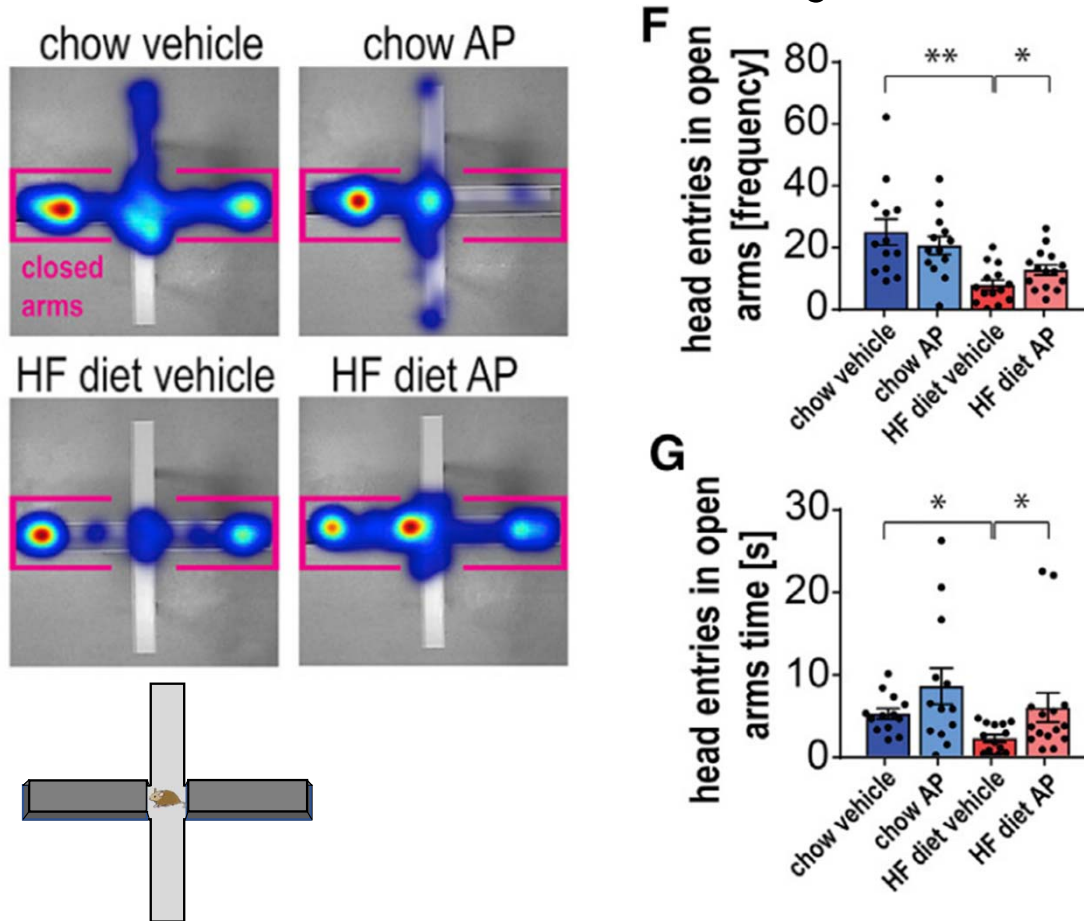 chow vehicle
chow AP
closed
arms
HF diet vehicle
HF diet AP
F
head entries in open
arms [frequency]
80
60
40
20
0
**
*
chow vehicle
chow AP
HF diet vehicle
HF diet AP
G
head entries in open
arms time [s]
30
20
10
0
*
*
chow vehicle
chow AP
HF diet vehicle
HF diet AP